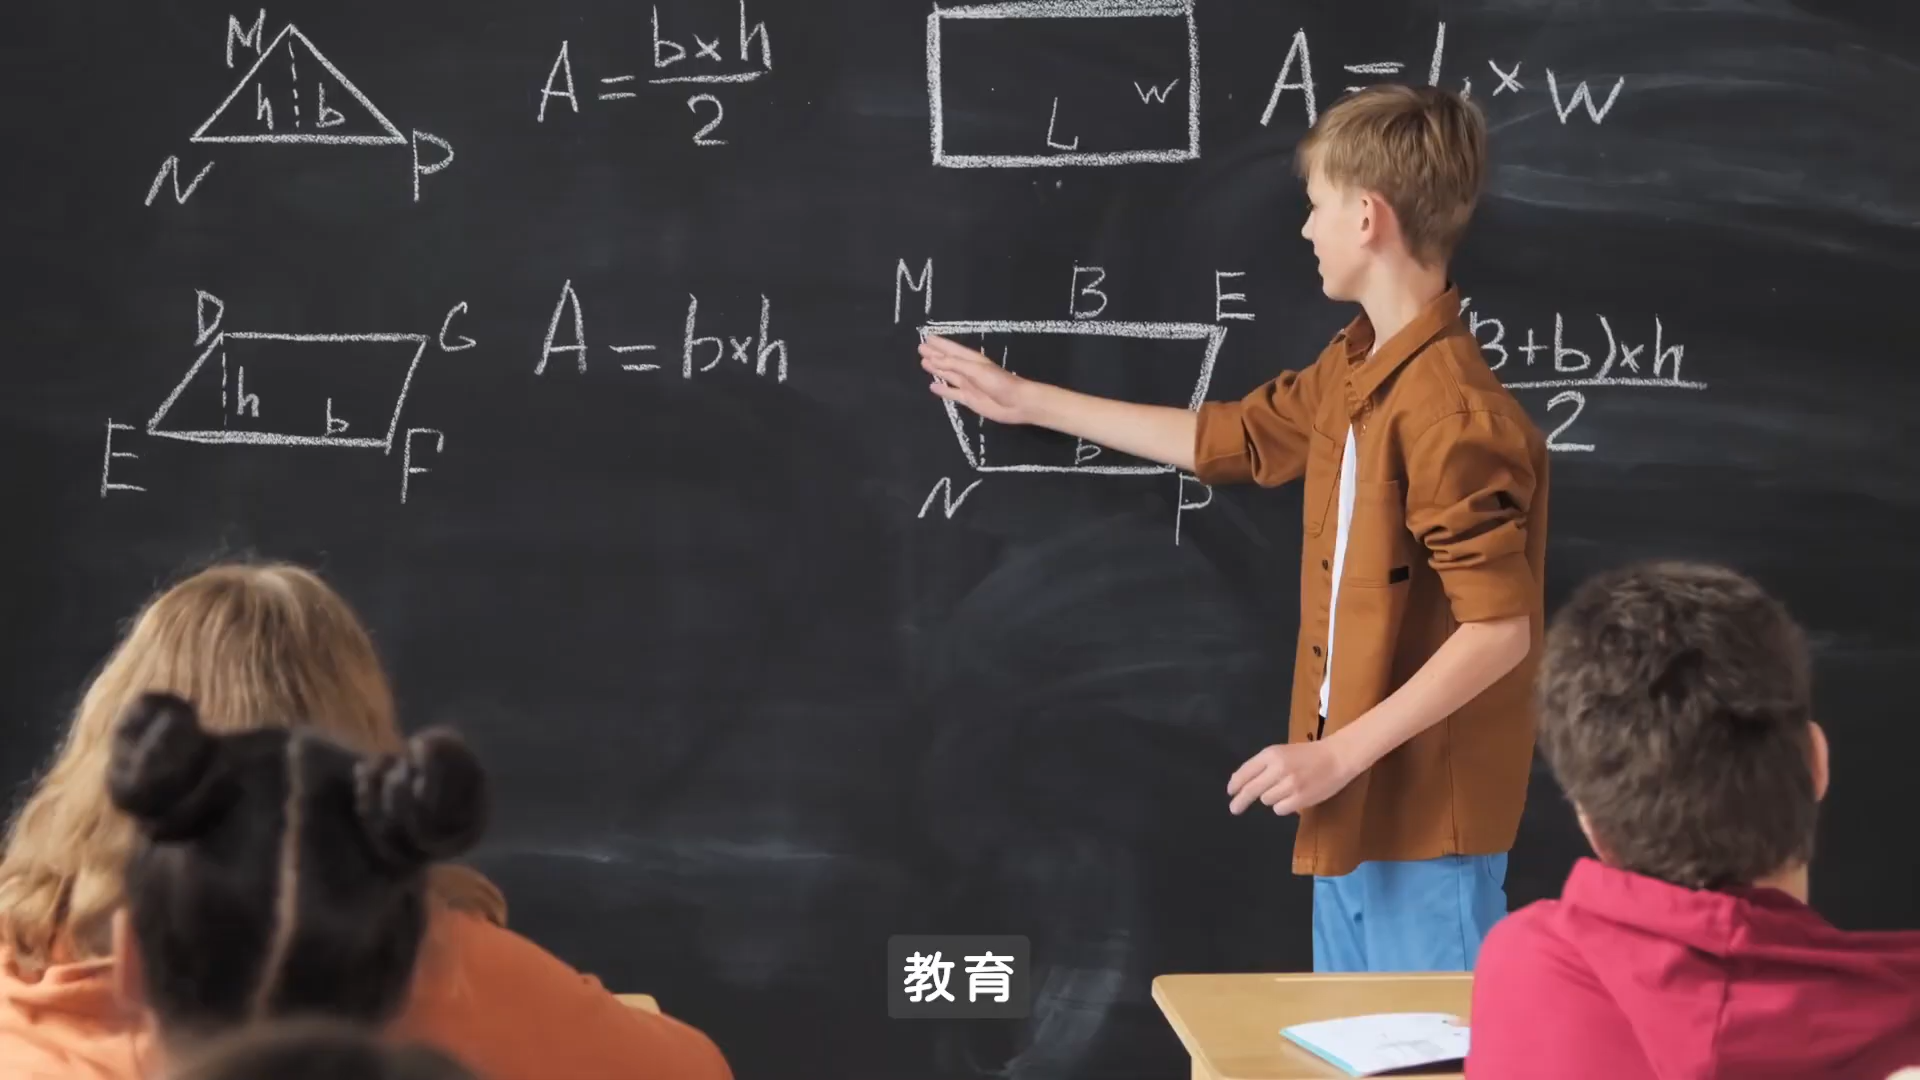 M
h b
N P
A = b×h
2
L w
A = L × w
D G
h b
E F
A = b×h
M B E
b
N P
B+b)×h
2
教育